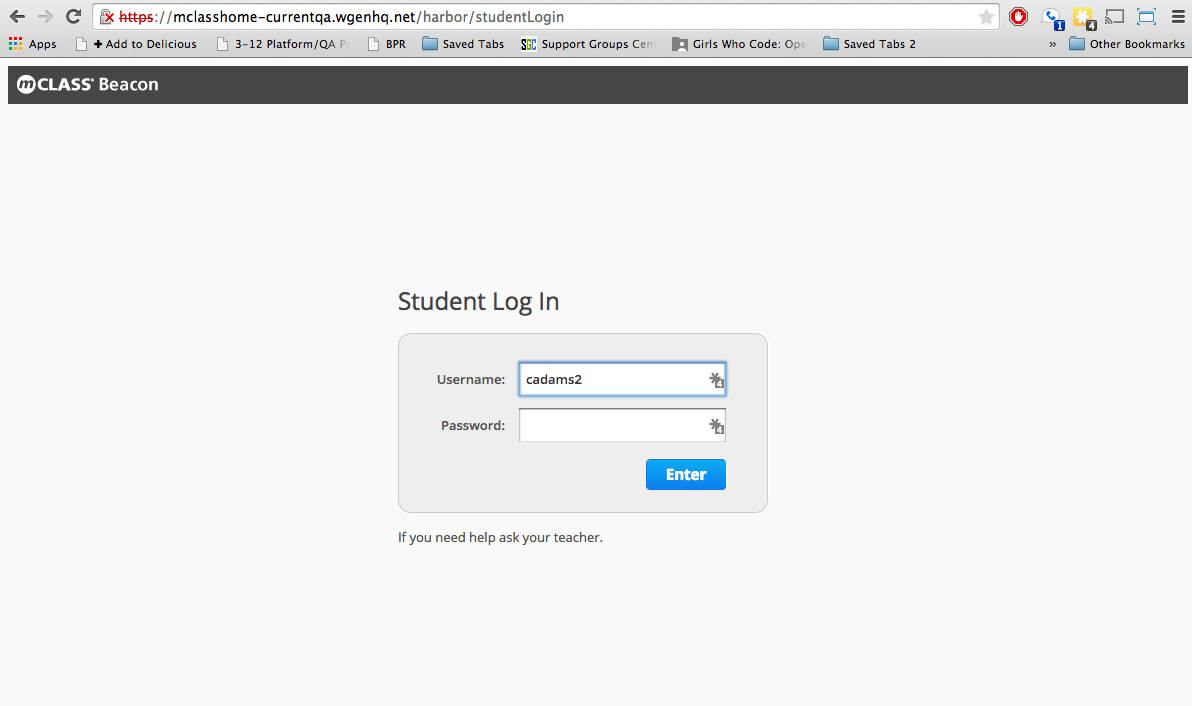 https://mclasshome-currentqa.wgenhq.net/harbor/studentLogin
1
4
Apps + Add to Delicious 3-12 Platform/QA BPR Saved Tabs SGC Support Groups Girls Who Code: Saved Tabs 2 » Other Bookmarks
mCLASS® Beacon
Student Log In
Username: cadams2 4
Password: 4
Enter
If you need help ask your teacher.